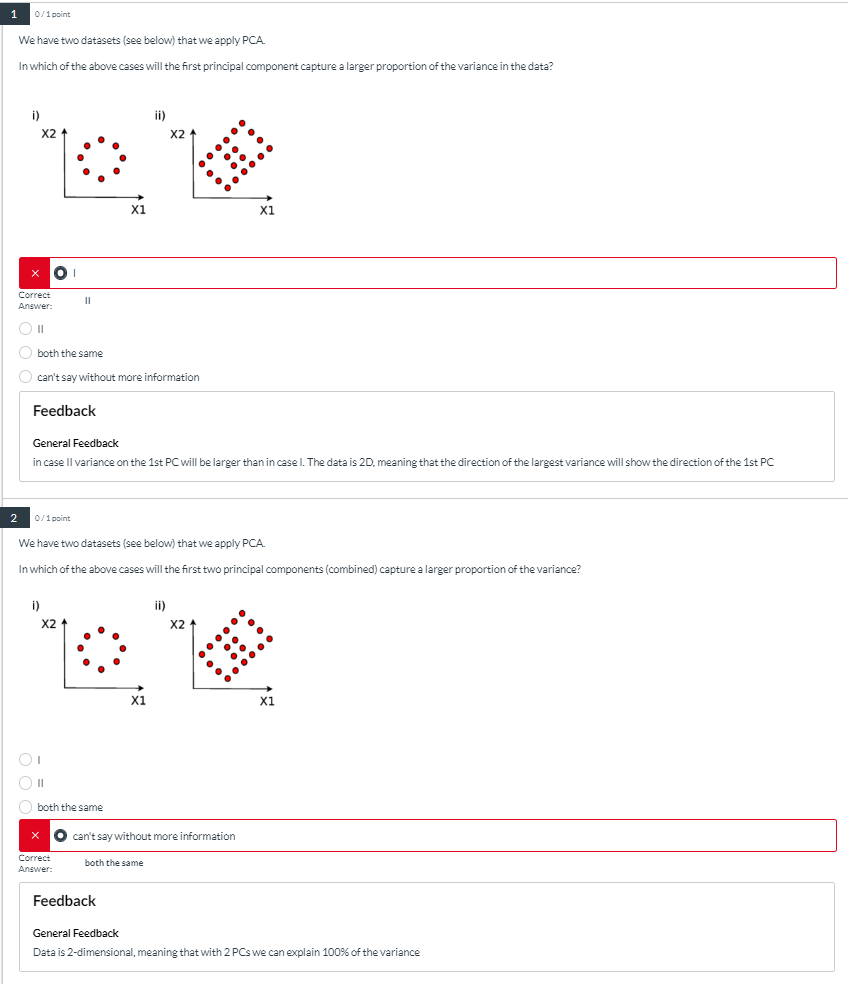 1 0 / 1 point
We have two datasets (see below) that we apply PCA.
In which of the above cases will the first principal component capture a larger proportion of the variance in the data?
i) ii)
X2 X2
X1 X1
× I
Correct Answer: II
II
both the same
can't say without more information
Feedback
General Feedback
in case II variance on the 1st PC will be larger than in case I. The data is 2D, meaning that the direction of the largest variance will show the direction of the 1st PC
2 0 / 1 point
We have two datasets (see below) that we apply PCA.
In which of the above cases will the first two principal components (combined) capture a larger proportion of the variance?
i) ii)
X2 X2
X1 X1
I
II
both the same
× can't say without more information
Correct Answer: both the same
Feedback
General Feedback
Data is 2-dimensional, meaning that with 2 PCs we can explain 100% of the variance